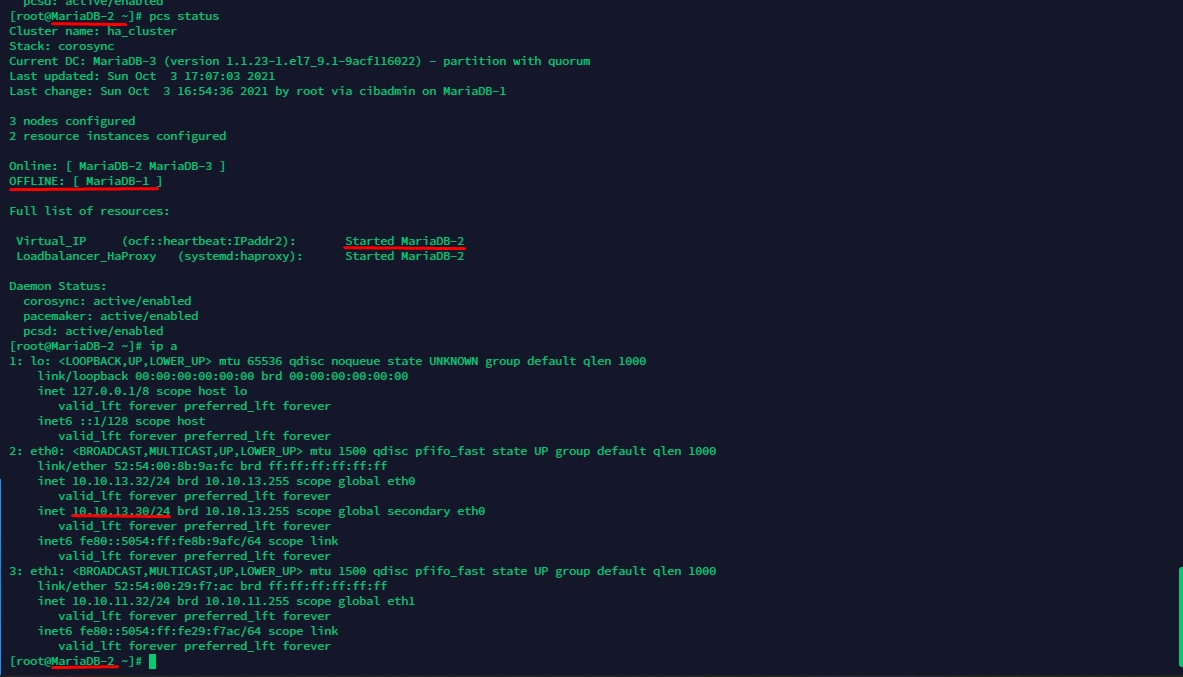 pcsd: active/enabled
[root@MariaDB-2 ~]# pcs status
Cluster name: ha_cluster
Stack: corosync
Current DC: MariaDB-3 (version 1.1.23-1.el7_9.1-9acf116022) - partition with quorum
Last updated: Sun Oct  3 17:07:03 2021
Last change: Sun Oct  3 16:54:36 2021 by root via cibadmin on MariaDB-1

3 nodes configured
2 resource instances configured

Online: [ MariaDB-2 MariaDB-3 ]
OFFLINE: [ MariaDB-1 ]

Full list of resources:

 Virtual_IP     (ocf::heartbeat:IPaddr2):       Started MariaDB-2
 Loadbalancer_HaProxy   (systemd:haproxy):      Started MariaDB-2

Daemon Status:
  corosync: active/enabled
  pacemaker: active/enabled
  pcsd: active/enabled
[root@MariaDB-2 ~]# ip a
1: lo: <LOOPBACK,UP,LOWER_UP> mtu 65536 qdisc noqueue state UNKNOWN group default qlen 1000
    link/loopback 00:00:00:00:00:00 brd 00:00:00:00:00:00
    inet 127.0.0.1/8 scope host lo
       valid_lft forever preferred_lft forever
    inet6 ::1/128 scope host
       valid_lft forever preferred_lft forever
2: eth0: <BROADCAST,MULTICAST,UP,LOWER_UP> mtu 1500 qdisc pfifo_fast state UP group default qlen 1000
    link/ether 52:54:00:8b:9a:fc brd ff:ff:ff:ff:ff:ff
    inet 10.10.13.32/24 brd 10.10.13.255 scope global eth0
       valid_lft forever preferred_lft forever
    inet 10.10.13.30/24 brd 10.10.13.255 scope global secondary eth0
       valid_lft forever preferred_lft forever
    inet6 fe80::5054:ff:fe8b:9afc/64 scope link
       valid_lft forever preferred_lft forever
3: eth1: <BROADCAST,MULTICAST,UP,LOWER_UP> mtu 1500 qdisc pfifo_fast state UP group default qlen 1000
    link/ether 52:54:00:29:f7:ac brd ff:ff:ff:ff:ff:ff
    inet 10.10.11.32/24 brd 10.10.11.255 scope global eth1
       valid_lft forever preferred_lft forever
    inet6 fe80::5054:ff:fe29:f7ac/64 scope link
       valid_lft forever preferred_lft forever
[root@MariaDB-2 ~]#